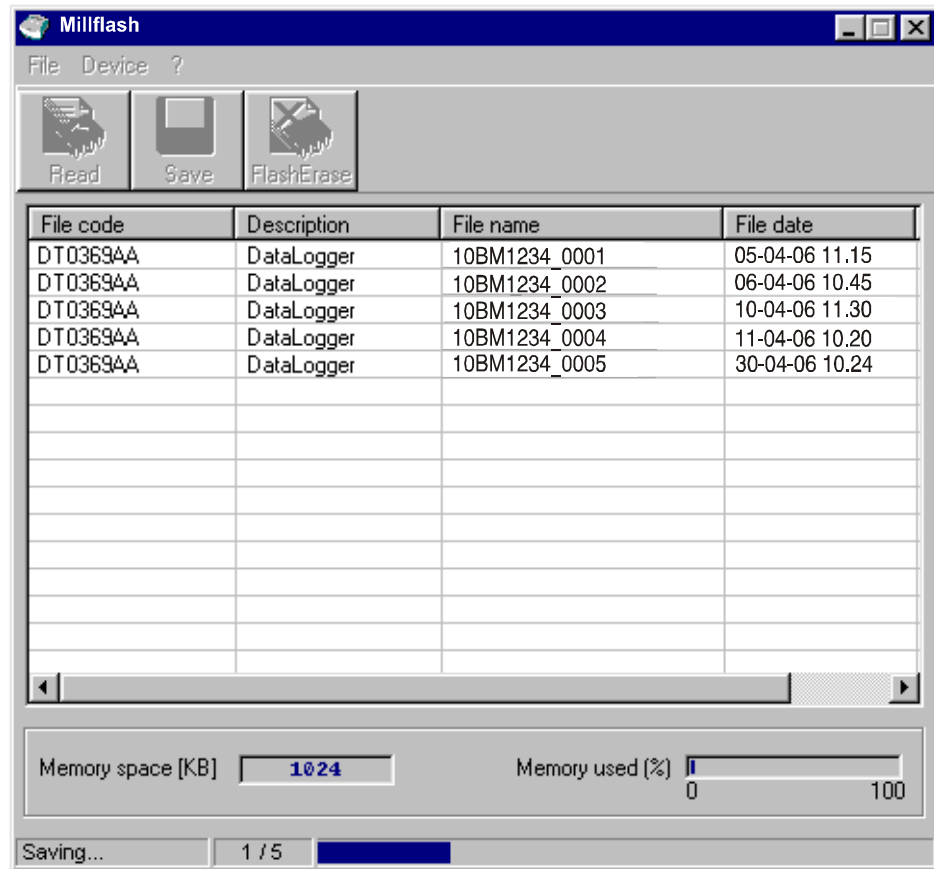 Millflash
File Device ?
Read Save FlashErase
File code Description File name File date
DT0369AA DataLogger 10BM1234_0001 05-04-06 11.15
DT0369AA DataLogger 10BM1234_0002 06-04-06 10.45
DT0369AA DataLogger 10BM1234_0003 10-04-06 11.30
DT0369AA DataLogger 10BM1234_0004 11-04-06 10.20
DT0369AA DataLogger 10BM1234_0005 30-04-06 10.24
Memory space [KB] 1024 Memory used (%)
0 100
Saving... 1 / 5